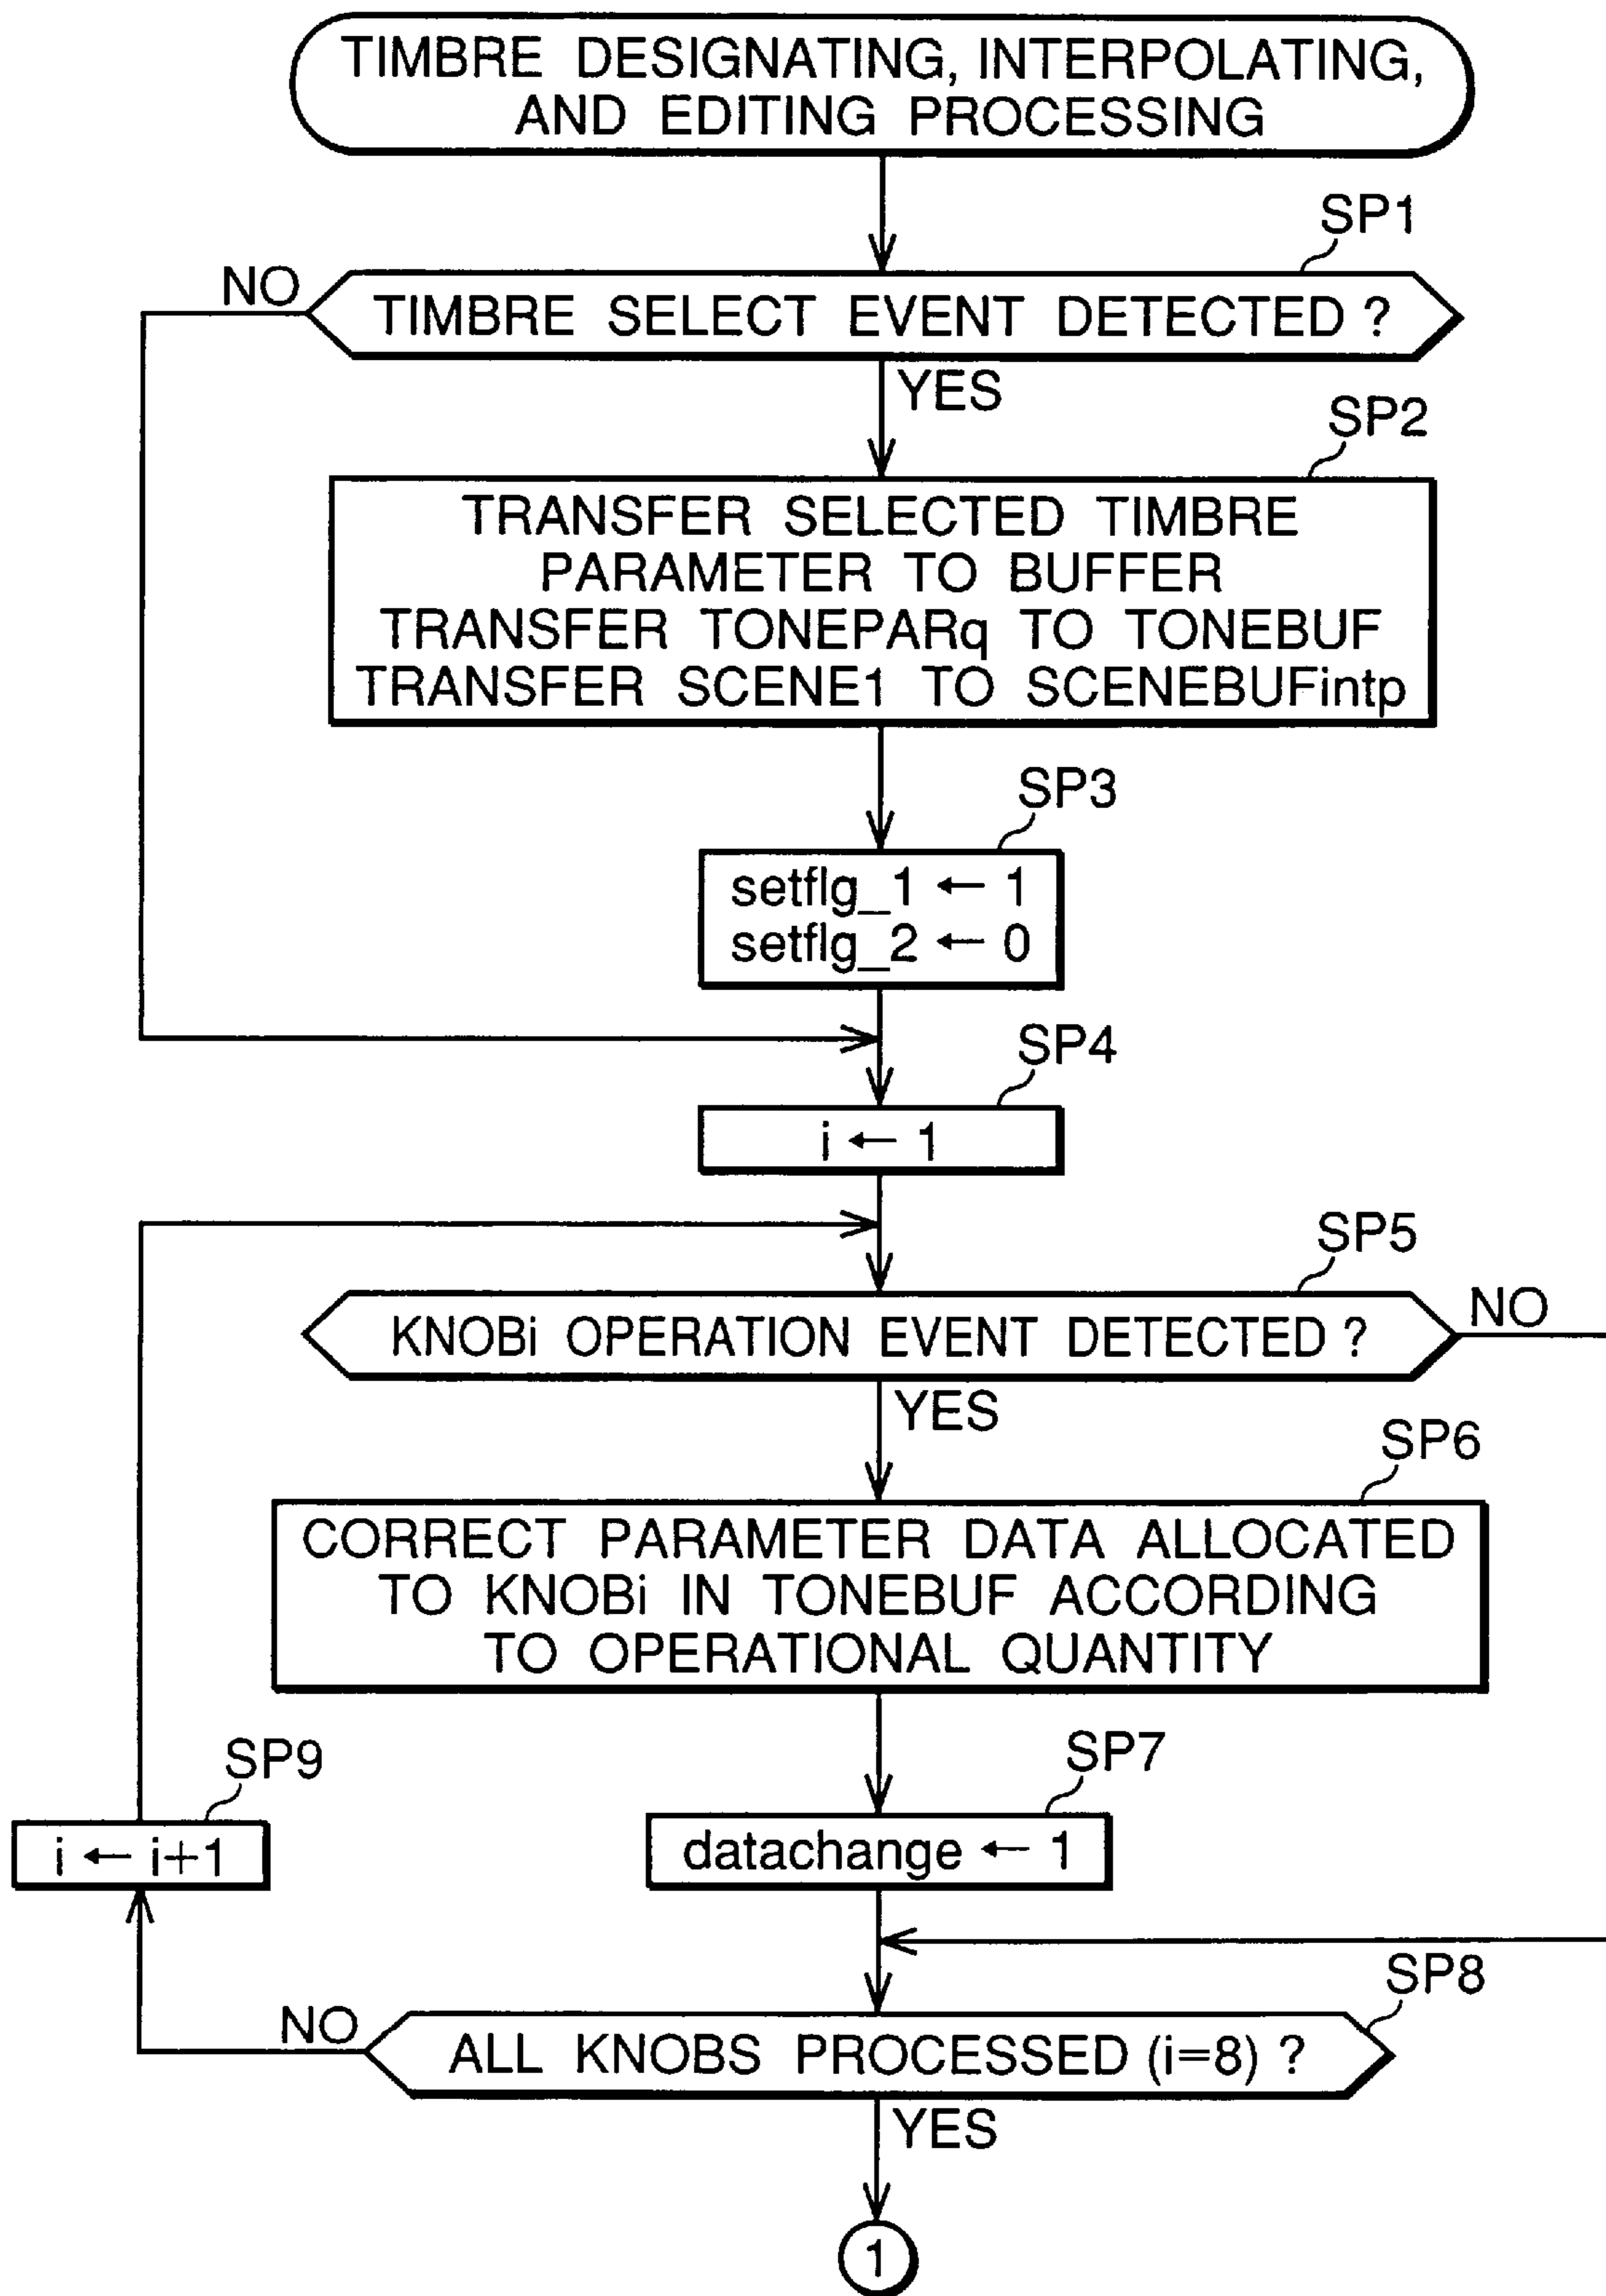 TIMBRE DESIGNATING, INTERPOLATING,
AND EDITING PROCESSING
SP1
NO
TIMBRE SELECT EVENT DETECTED ?
YES
SP2
TRANSFER SELECTED TIMBRE
PARAMETER TO BUFFER
TRANSFER TONEPARq TO TONEBUF
TRANSFER SCENE1 TO SCENEBUFintp
SP3
setflg_1 ← 1
setflg_2 ← 0
SP4
i ← 1
SP5
KNOBi OPERATION EVENT DETECTED ?
NO
YES
SP6
CORRECT PARAMETER DATA ALLOCATED
TO KNOBi IN TONEBUF ACCORDING
TO OPERATIONAL QUANTITY
SP7
SP9
datachange ← 1
i ← i+1
SP8
NO
ALL KNOBS PROCESSED (i=8) ?
YES
1